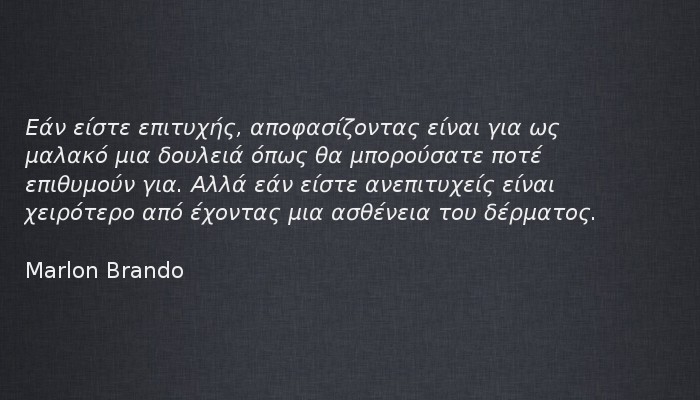 Εάν είστε επιτυχής, αποφασίζοντας είναι για ως
μαλακό μια δουλειά όπως θα μπορούσατε ποτέ
επιθυμούν για. Αλλά εάν είστε ανεπιτυχείς είναι
χειρότερο από έχοντας μια ασθένεια του δέρματος.
Marlon Brando